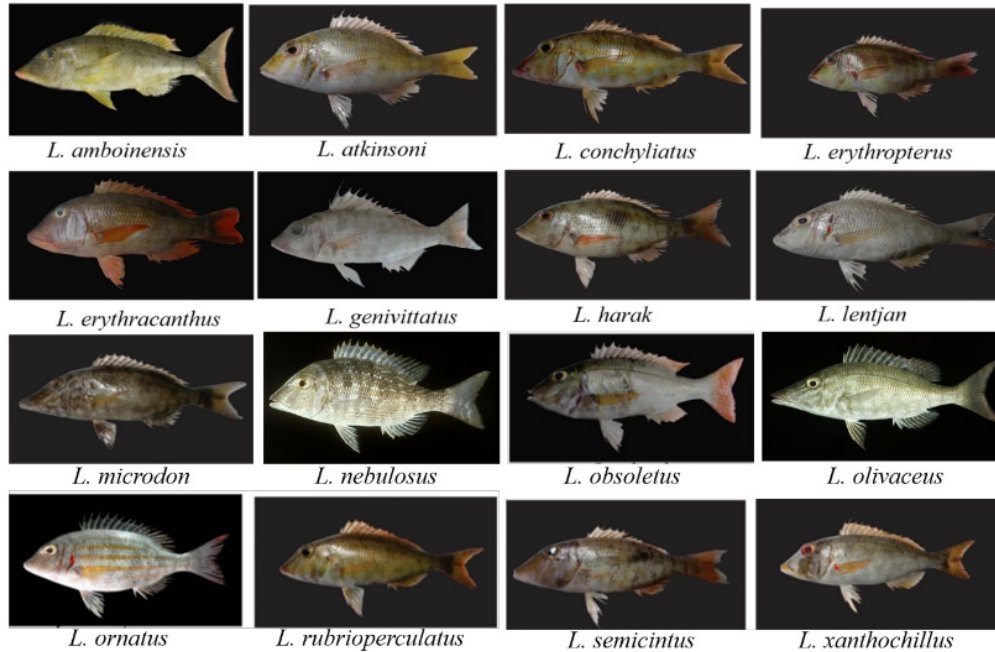 L. amboinensis
L. atkinsoni
L. conchyliatus
L. erythropterus
L. erythracanthus
L. genivittatus
L. harak
L. lentjan
L. microdon
L. nebulosus
L. obsoletus
L. olivaceus
L. ornatus
L. rubrioperculatus
L. semicintus
L. xanthochillus